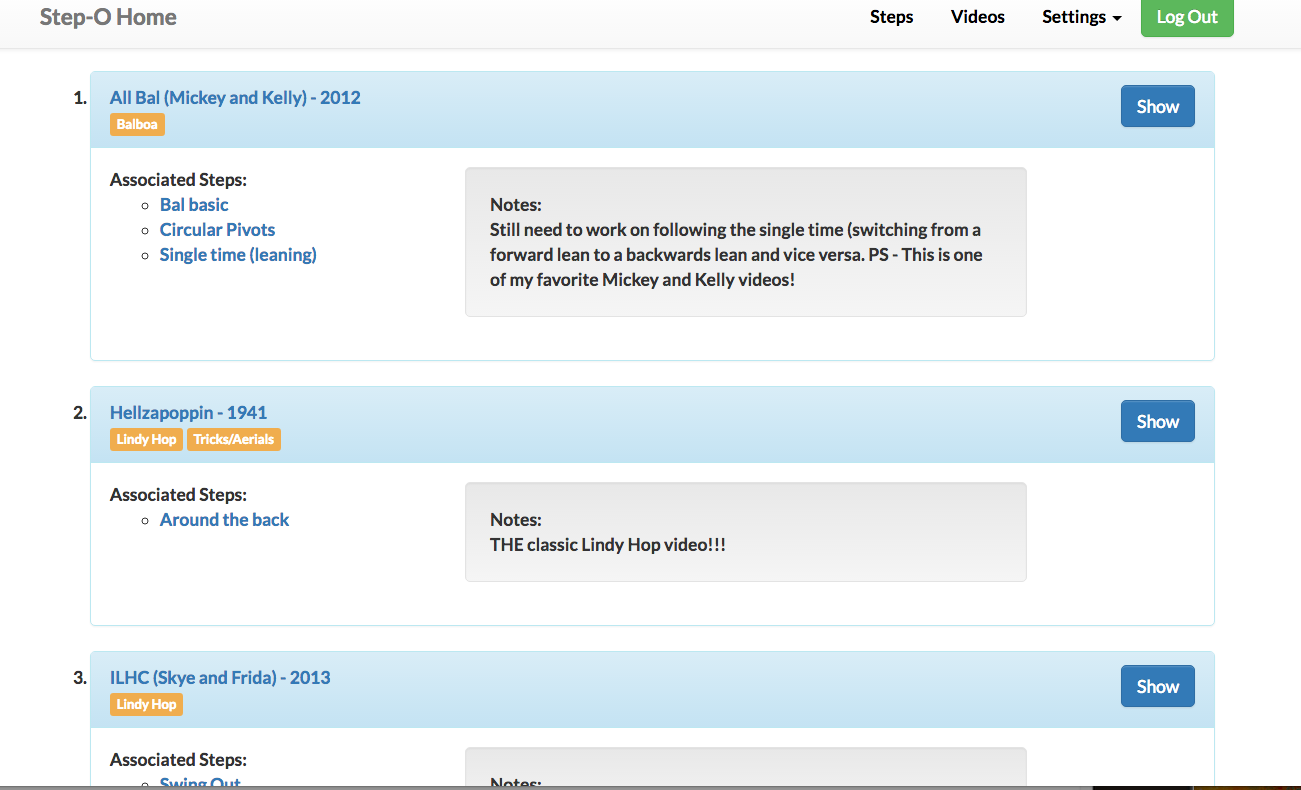 Step-O Home
Steps
Videos
Settings
Log Out
1.
All Bal (Mickey and Kelly) - 2012
Show
Balboa
Associated Steps:
Bal basic
Circular Pivots
Single time (leaning)
Notes:
Still need to work on following the single time (switching from a
forward lean to a backwards lean and vice versa. PS - This is one
of my favorite Mickey and Kelly videos!
2.
Hellzapoppin - 1941
Show
Lindy Hop
Tricks/Aerials
Associated Steps:
Around the back
Notes:
THE classic Lindy Hop video!!!
3.
ILHC (Skye and Frida) - 2013
Show
Lindy Hop
Associated Steps:
Swing Out
Notes: